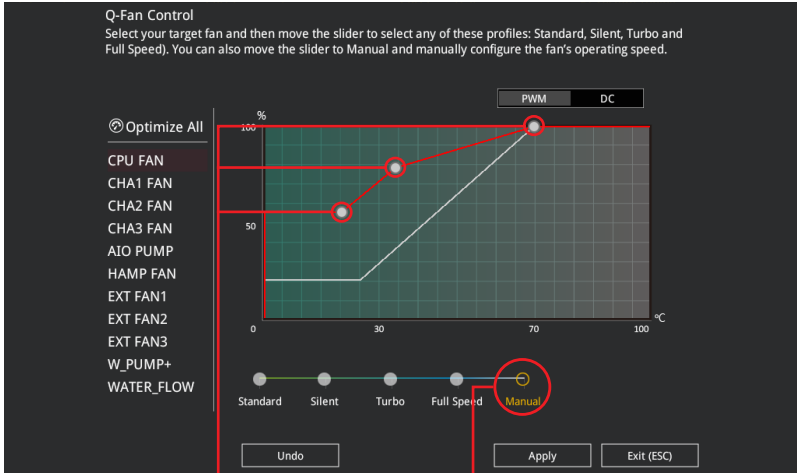 Q-Fan Control
Select your target fan and then move the slider to select any of these profiles: Standard, Silent, Turbo and
Full Speed). You can also move the slider to Manual and manually configure the fan's operating speed.
PWM DC
Optimize All
CPU FAN
CHA1 FAN
CHA2 FAN
CHA3 FAN
AIO PUMP
HAMP FAN
EXT FAN1
EXT FAN2
EXT FAN3
W_PUMP+
WATER_FLOW
%
100
50
0 30 70 100
ºC
Standard Silent Turbo Full Speed Manual
Undo Apply Exit (ESC)